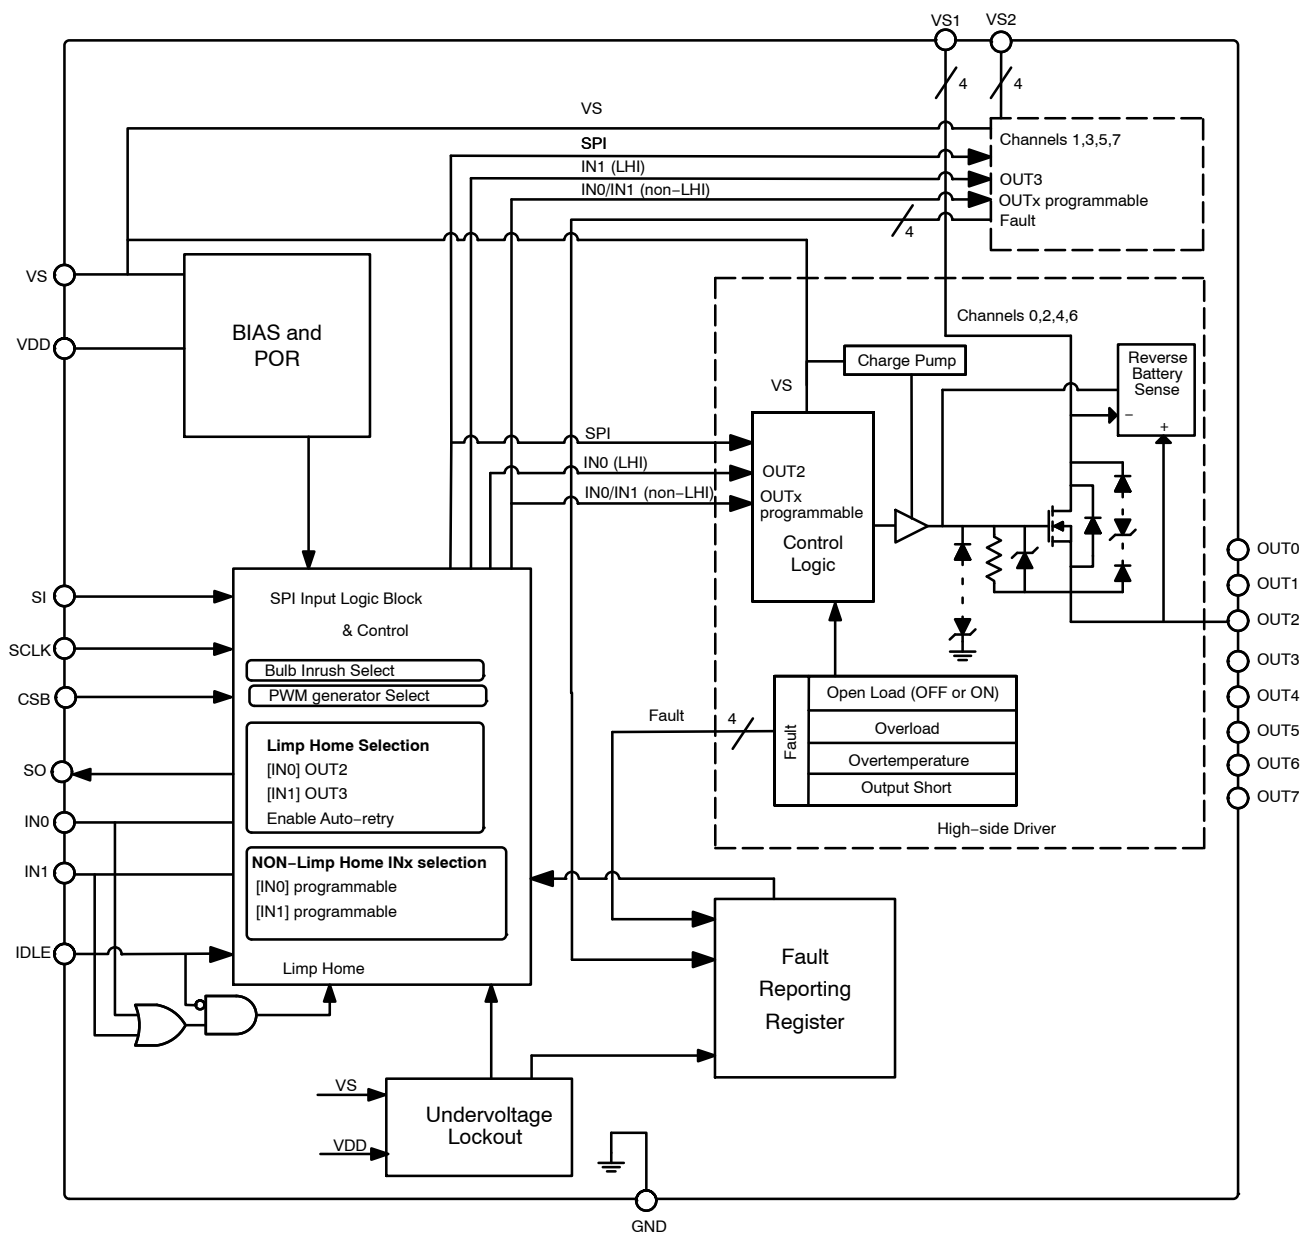 VS1
VS2
4
4
VS
Channels 1,3,5,7
SPI
IN1 (LHI)
OUT3
IN0/IN1 (non−LHI)
OUTx programmable
4
Fault
VS
VDD
BIAS and
POR
Channels 0,2,4,6
Charge Pump
VS
Reverse
Battery
Sense
−
+
SPI
IN0 (LHI)
OUT2
IN0/IN1 (non−LHI)
OUTx
programmable
Control
Logic
OUT0
OUT1
OUT2
OUT3
OUT4
OUT5
OUT6
OUT7
SI
SCLK
CSB
SO
IN0
IN1
IDLE
SPI Input Logic Block
& Control
Bulb Inrush Select
PWM generator Select
Limp Home Selection
[IN0] OUT2
[IN1] OUT3
Enable Auto−retry
NON−Limp Home INx selection
[IN0] programmable
[IN1] programmable
Limp Home
Fault
4
Fault
Open Load (OFF or ON)
Overload
Overtemperature
Output Short
High−side Driver
Fault
Reporting
Register
VS
VDD
Undervoltage
Lockout
GND